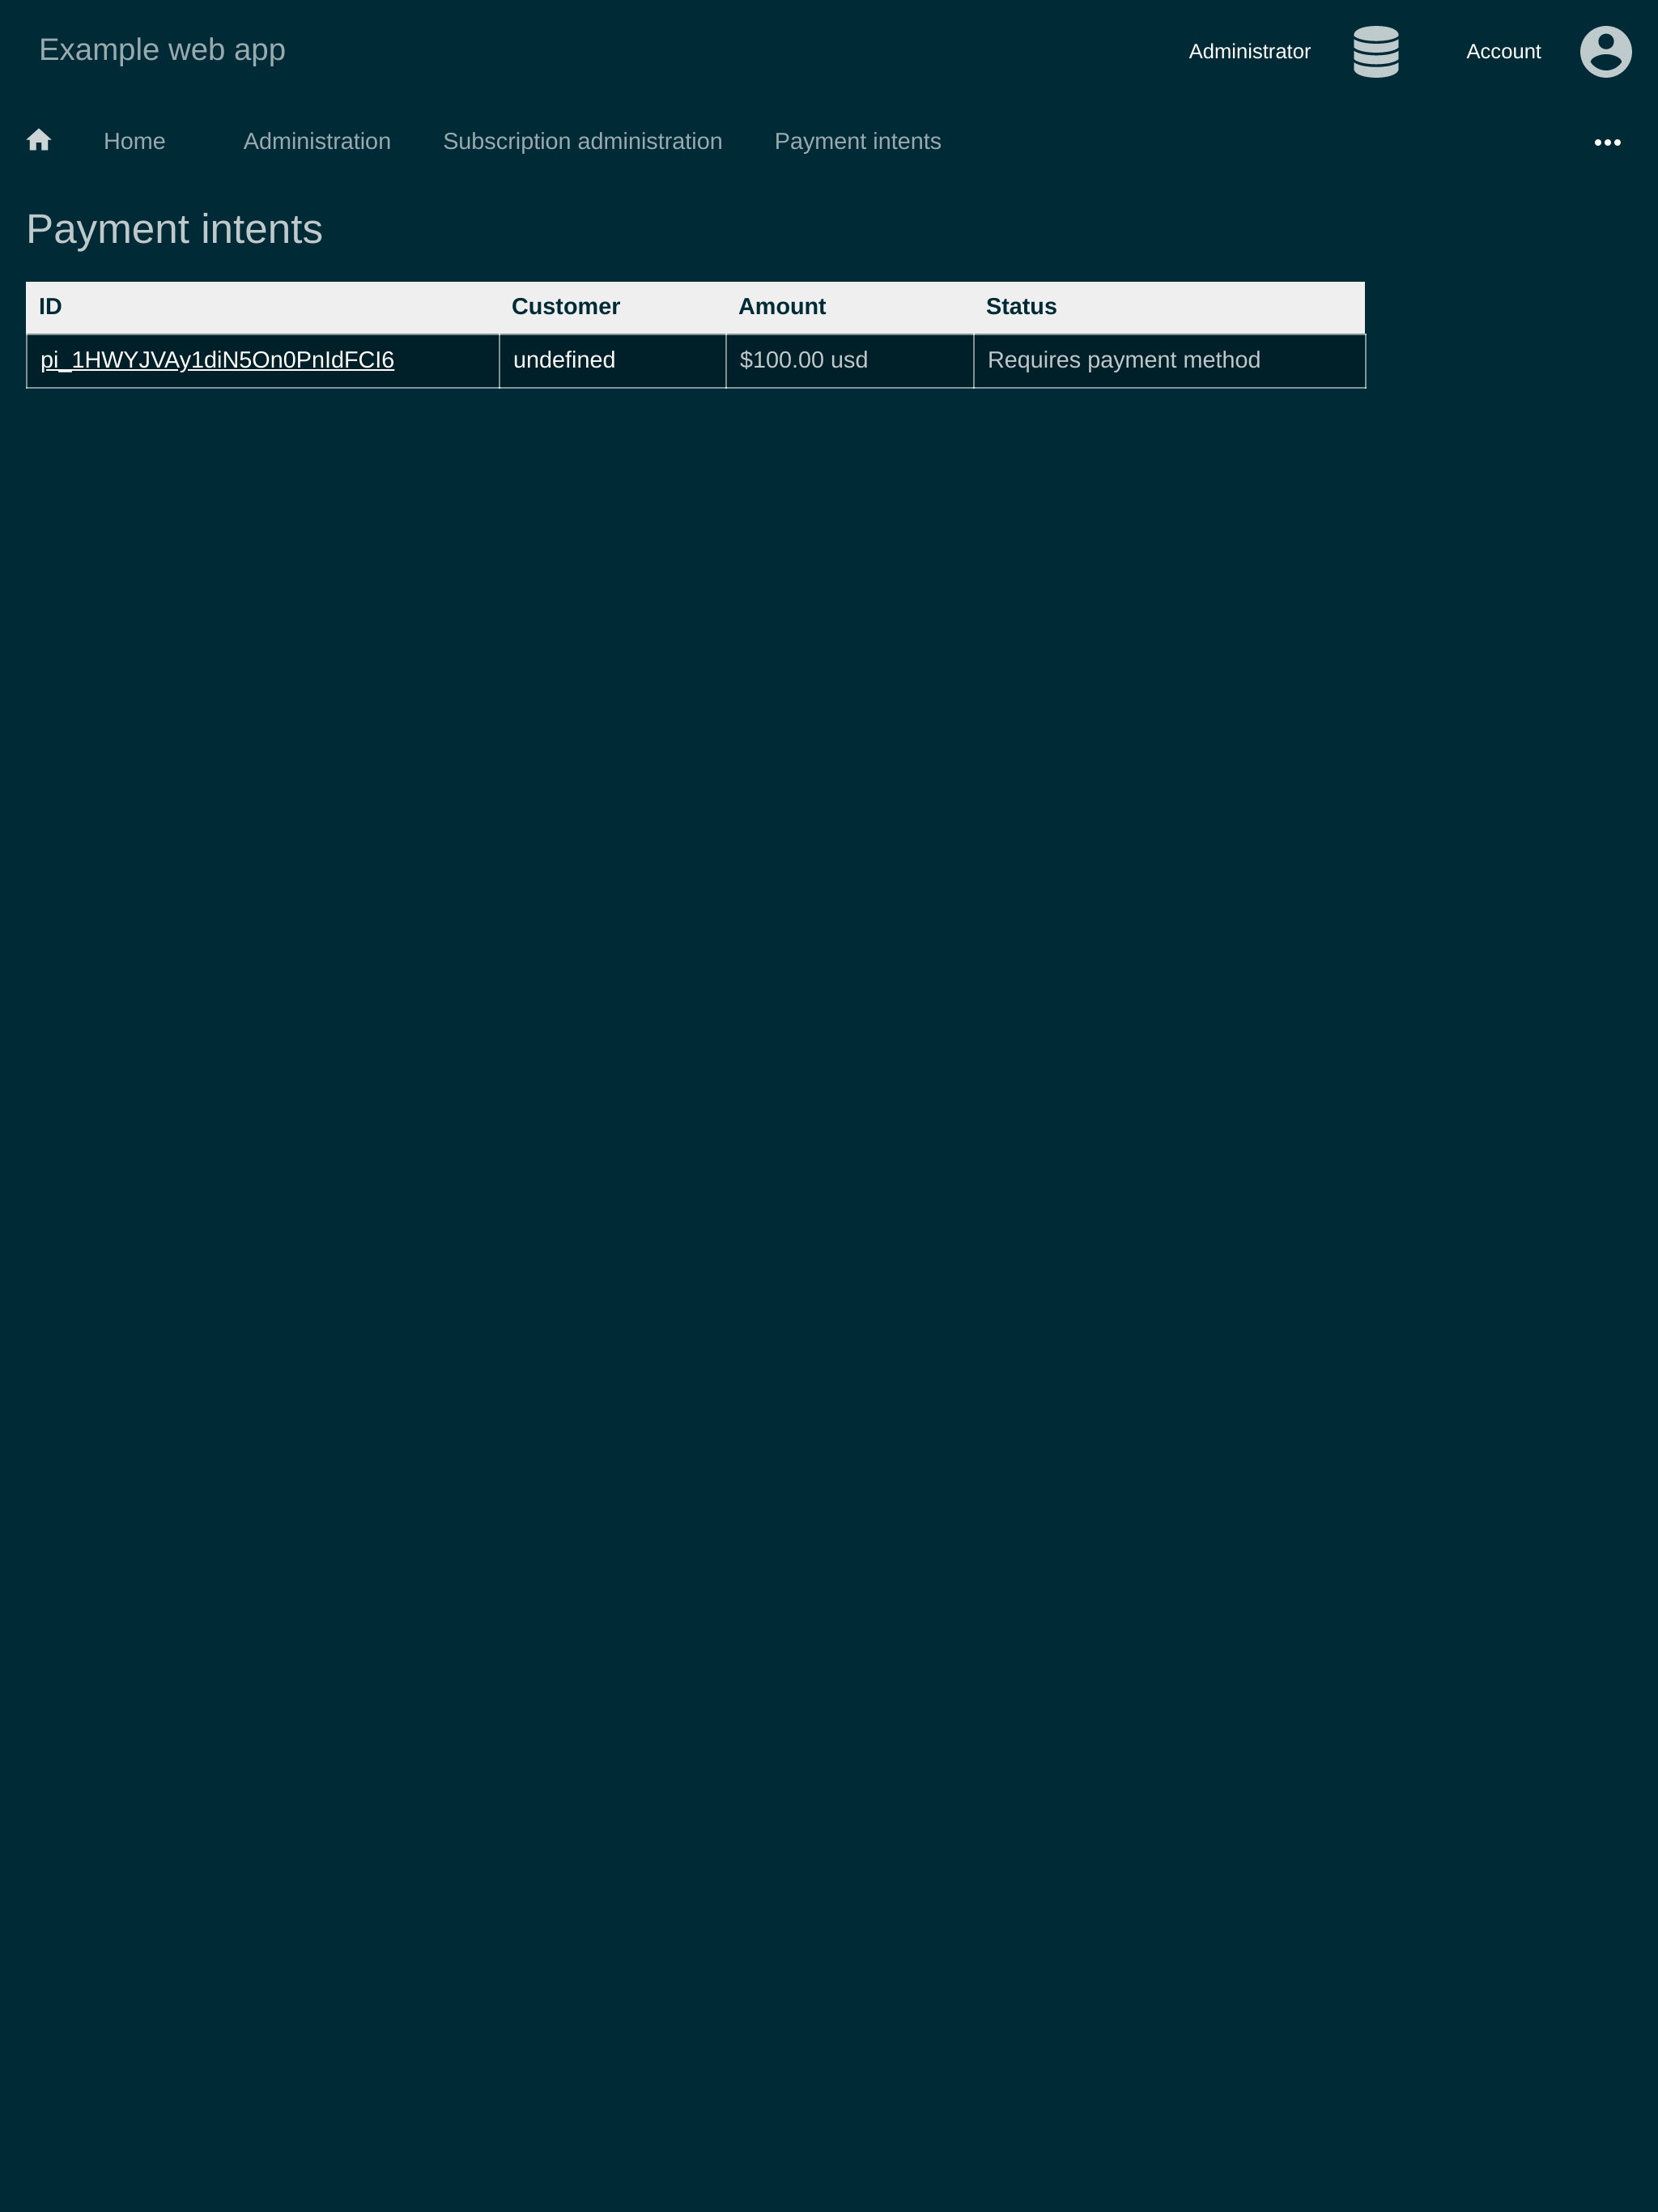 Example web app
Administrator
Account
Home
Administration
Subscription administration
Payment intents
Payment intents
ID Customer Amount Status
pi_1HWYJVAy1diN5On0PnIdFCI6 undefined $100.00 usd Requires payment method